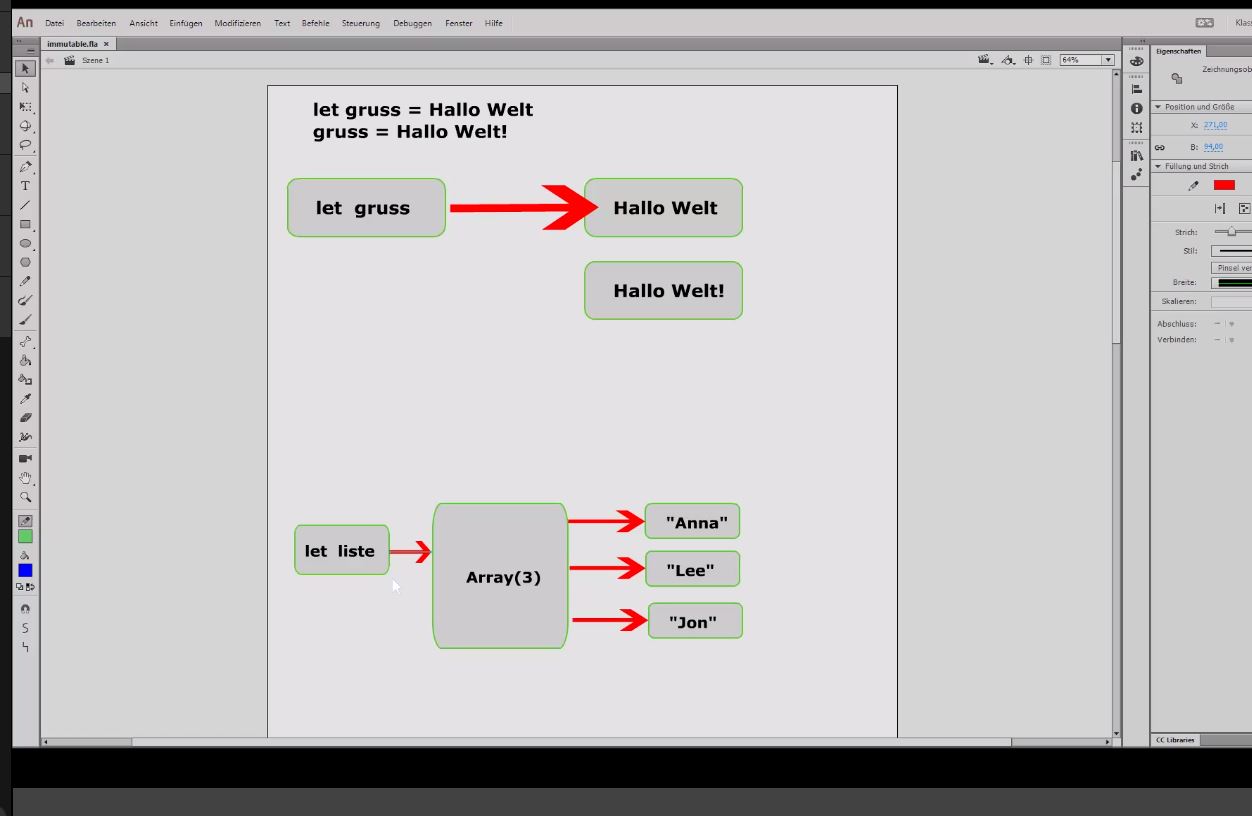 An Datei Bearbeiten Ansicht Einfügen Modifizieren Text Befehle Steuerung Debuggen Fenster Hilfe
immutable.fla ×
Szene 1
64%
let gruss = Hallo Welt
gruss = Hallo Welt!
let gruss
Hallo Welt
Hallo Welt!
let liste
Array(3)
"Anna"
"Lee"
"Jon"
Eigenschaften
Position und Größe
X: 271,00
B: 94,00
Füllung und Strich
Strich:
Stil:
Pinsel ver
Breite:
Skalieren:
Abschluss:
Verbinden:
CC Libraries